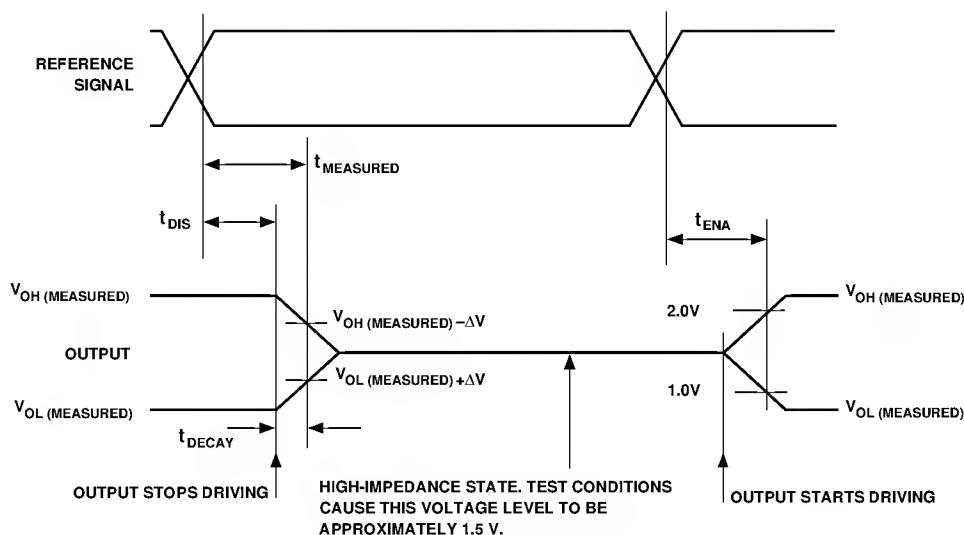 REFERENCE
SIGNAL
tMEASURED
tDIS
tENA
VOH (MEASURED)
VOH (MEASURED) –ΔV
2.0V
VOH (MEASURED)
OUTPUT
VOL (MEASURED) +ΔV
1.0V
VOL (MEASURED)
VOL (MEASURED)
tDECAY
OUTPUT STOPS DRIVING
HIGH-IMPEDANCE STATE. TEST CONDITIONS
CAUSE THIS VOLTAGE LEVEL TO BE
APPROXIMATELY 1.5 V.
OUTPUT STARTS DRIVING